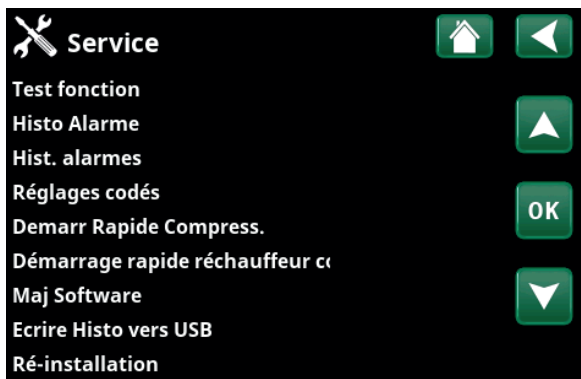 Service
Test fonction
Histo Alarme
Hist. alarmes
Réglages codés
Demarr Rapide Compress.
OK
Démarrage rapide réchauffeur
Maj Software
Ecrire Histo vers USB
Ré-installation